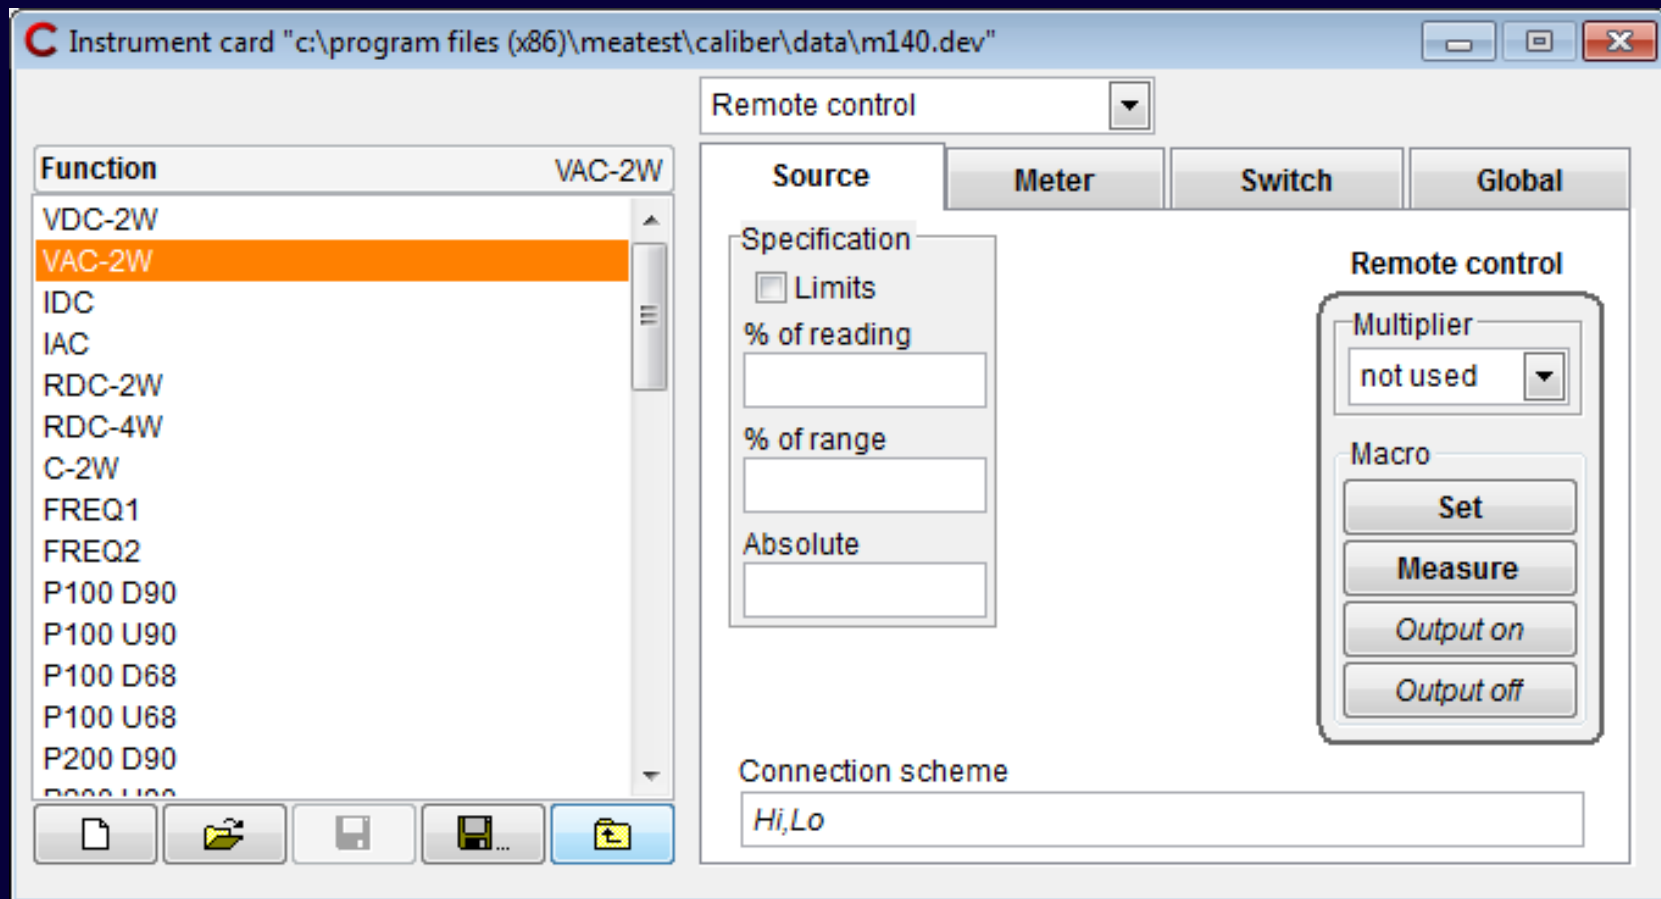 C Instrument card "c:\program files (x86)\meatest\caliber\data\m140.dev"
Remote control
Function VAC-2W
VDC-2W
VAC-2W
IDC
IAC
RDC-2W
RDC-4W
C-2W
FREQ1
FREQ2
P100 D90
P100 U90
P100 D68
P100 U68
P200 D90
...
Source Meter Switch Global
Specification
Limits
% of reading
% of range
Absolute
Remote control
Multiplier
not used
Macro
Set
Measure
Output on
Output off
Connection scheme
Hi,Lo